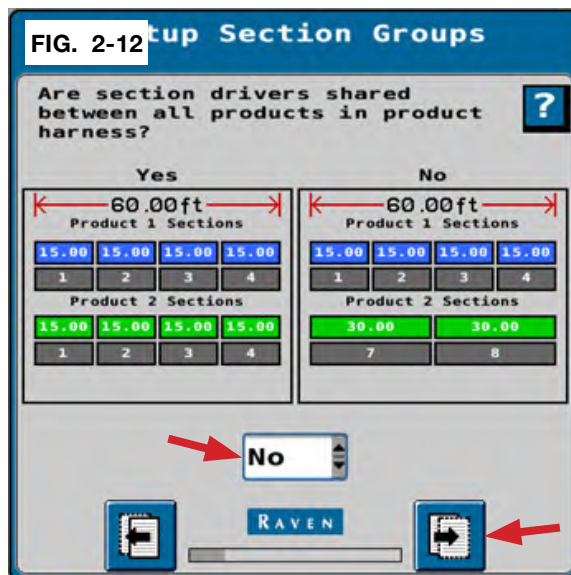 FIG. 2-12
tup Section Groups
Are section drivers shared
between all products in product
harness?
?
Yes
60.00ft
Product 1 Sections
15.00 15.00 15.00 15.00
1 2 3 4
Product 2 Sections
15.00 15.00 15.00 15.00
1 2 3 4
No
60.00ft
Product 1 Sections
15.00 15.00 15.00 15.00
1 2 3 4
Product 2 Sections
30.00 30.00
7 8
No
RAVEN